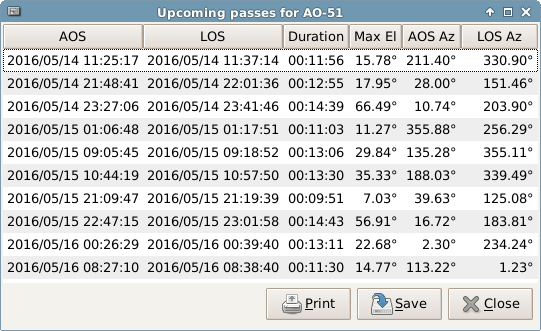 Upcoming passes for AO-51
AOS LOS Duration Max El AOS Az LOS Az
2016/05/14 11:25:17 2016/05/14 11:37:14 00:11:56 15.78° 211.40° 330.90°
2016/05/14 21:48:41 2016/05/14 22:01:36 00:12:55 17.95° 28.00° 151.46°
2016/05/14 23:27:06 2016/05/14 23:41:46 00:14:39 66.49° 10.74° 203.90°
2016/05/15 01:06:48 2016/05/15 01:17:51 00:11:03 11.27° 355.88° 256.29°
2016/05/15 09:05:45 2016/05/15 09:18:52 00:13:06 29.84° 135.28° 355.11°
2016/05/15 10:44:19 2016/05/15 10:57:50 00:13:30 35.33° 188.03° 339.49°
2016/05/15 21:09:47 2016/05/15 21:19:39 00:09:51 7.03° 39.63° 125.08°
2016/05/15 22:47:15 2016/05/15 23:01:58 00:14:43 56.91° 16.72° 183.81°
2016/05/16 00:26:29 2016/05/16 00:39:40 00:13:11 22.68° 2.30° 234.24°
2016/05/16 08:27:10 2016/05/16 08:38:40 00:11:30 14.77° 113.22° 1.23°
Print Save Close